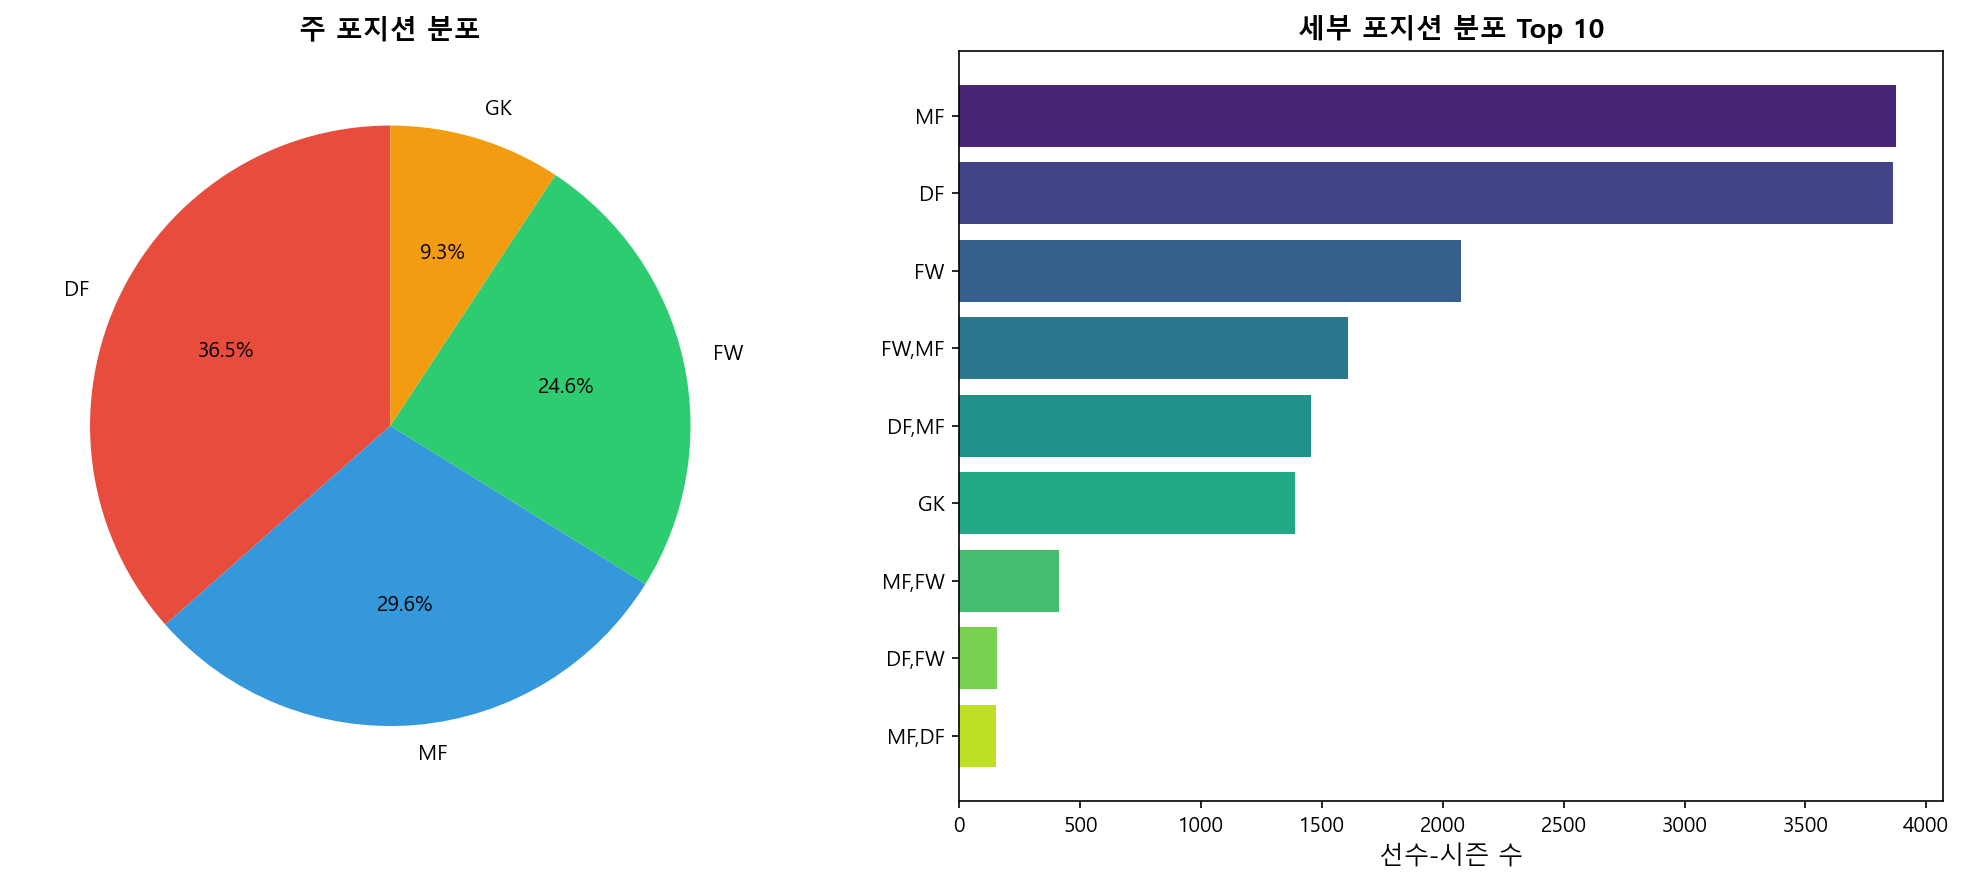 주 포지션 분포
GK
9.3%
DF
36.5%
FW
24.6%
29.6%
MF
세부 포지션 분포 Top 10
MF
DF
FW
FW,MF
DF,MF
GK
MF,FW
DF,FW
MF,DF
0 500 1000 1500 2000 2500 3000 3500 4000
선수-시즌 수